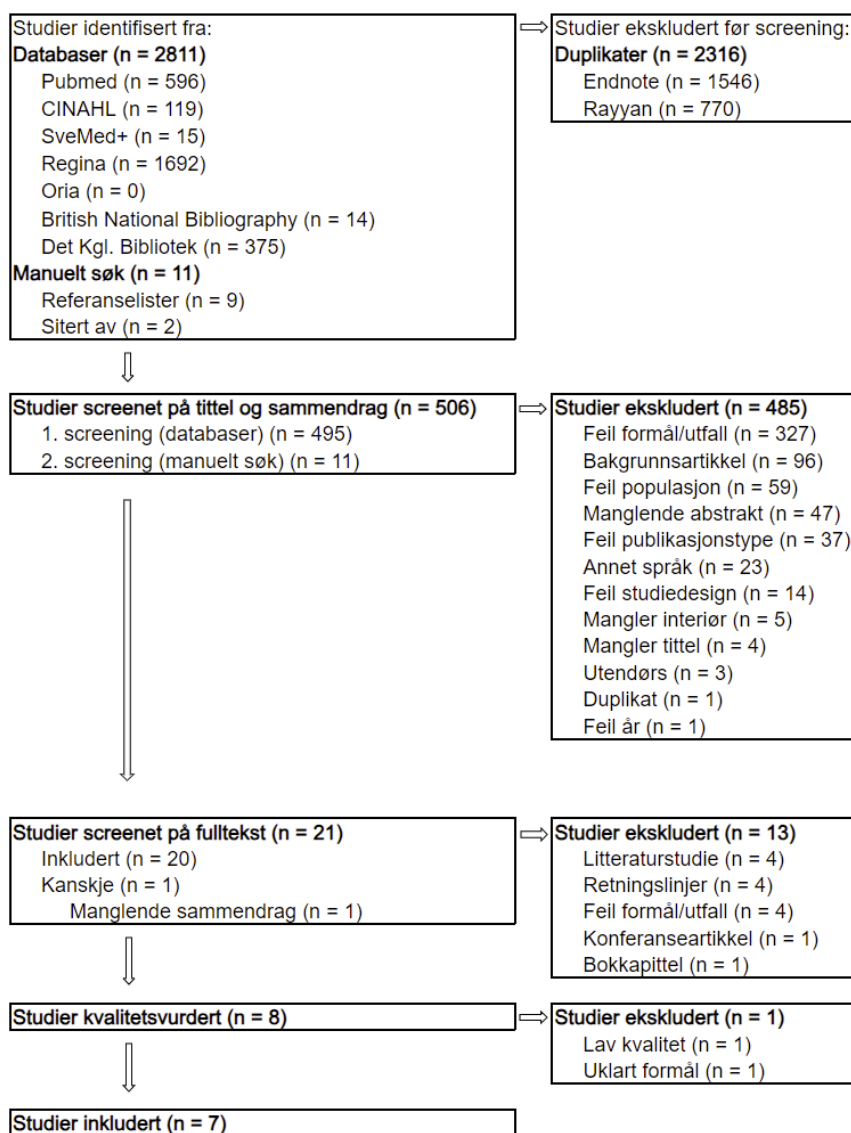 Studier identifisert fra:
Databaser (n = 2811)
Pubmed (n = 596)
CINAHL (n = 119)
SveMed+ (n = 15)
Regina (n = 1692)
Oria (n = 0)
British National Bibliography (n = 14)
Det Kgl. Bibliotek (n = 375)
Manuelt søk (n = 11)
Referanselister (n = 9)
Sitert av (n = 2)
Studier ekskludert før screening:
Duplikater (n = 2316)
Endnote (n = 1546)
Rayyan (n = 770)
Studier screenet på tittel og sammendrag (n = 506)
1. screening (databaser) (n = 495)
2. screening (manuelt søk) (n = 11)
Studier ekskludert (n = 485)
Feil formål/utfall (n = 327)
Bakgrunnsartikkel (n = 96)
Feil populasjon (n = 59)
Manglende abstrakt (n = 47)
Feil publikasjonstype (n = 37)
Annet språk (n = 23)
Feil studiedesign (n = 14)
Mangler interiør (n = 5)
Mangler tittel (n = 4)
Utendørs (n = 3)
Duplikat (n = 1)
Feil år (n = 1)
Studier screenet på fulltekst (n = 21)
Inkludert (n = 20)
Kanskje (n = 1)
Manglende sammendrag (n = 1)
Studier ekskludert (n = 13)
Litteraturstudie (n = 4)
Retningslinjer (n = 4)
Feil formål/utfall (n = 4)
Konferanseartikkel (n = 1)
Bokkapittel (n = 1)
Studier kvalitetsvurdert (n = 8)
Studier ekskludert (n = 1)
Lav kvalitet (n = 1)
Uklart formål (n = 1)
Studier inkludert (n = 7)